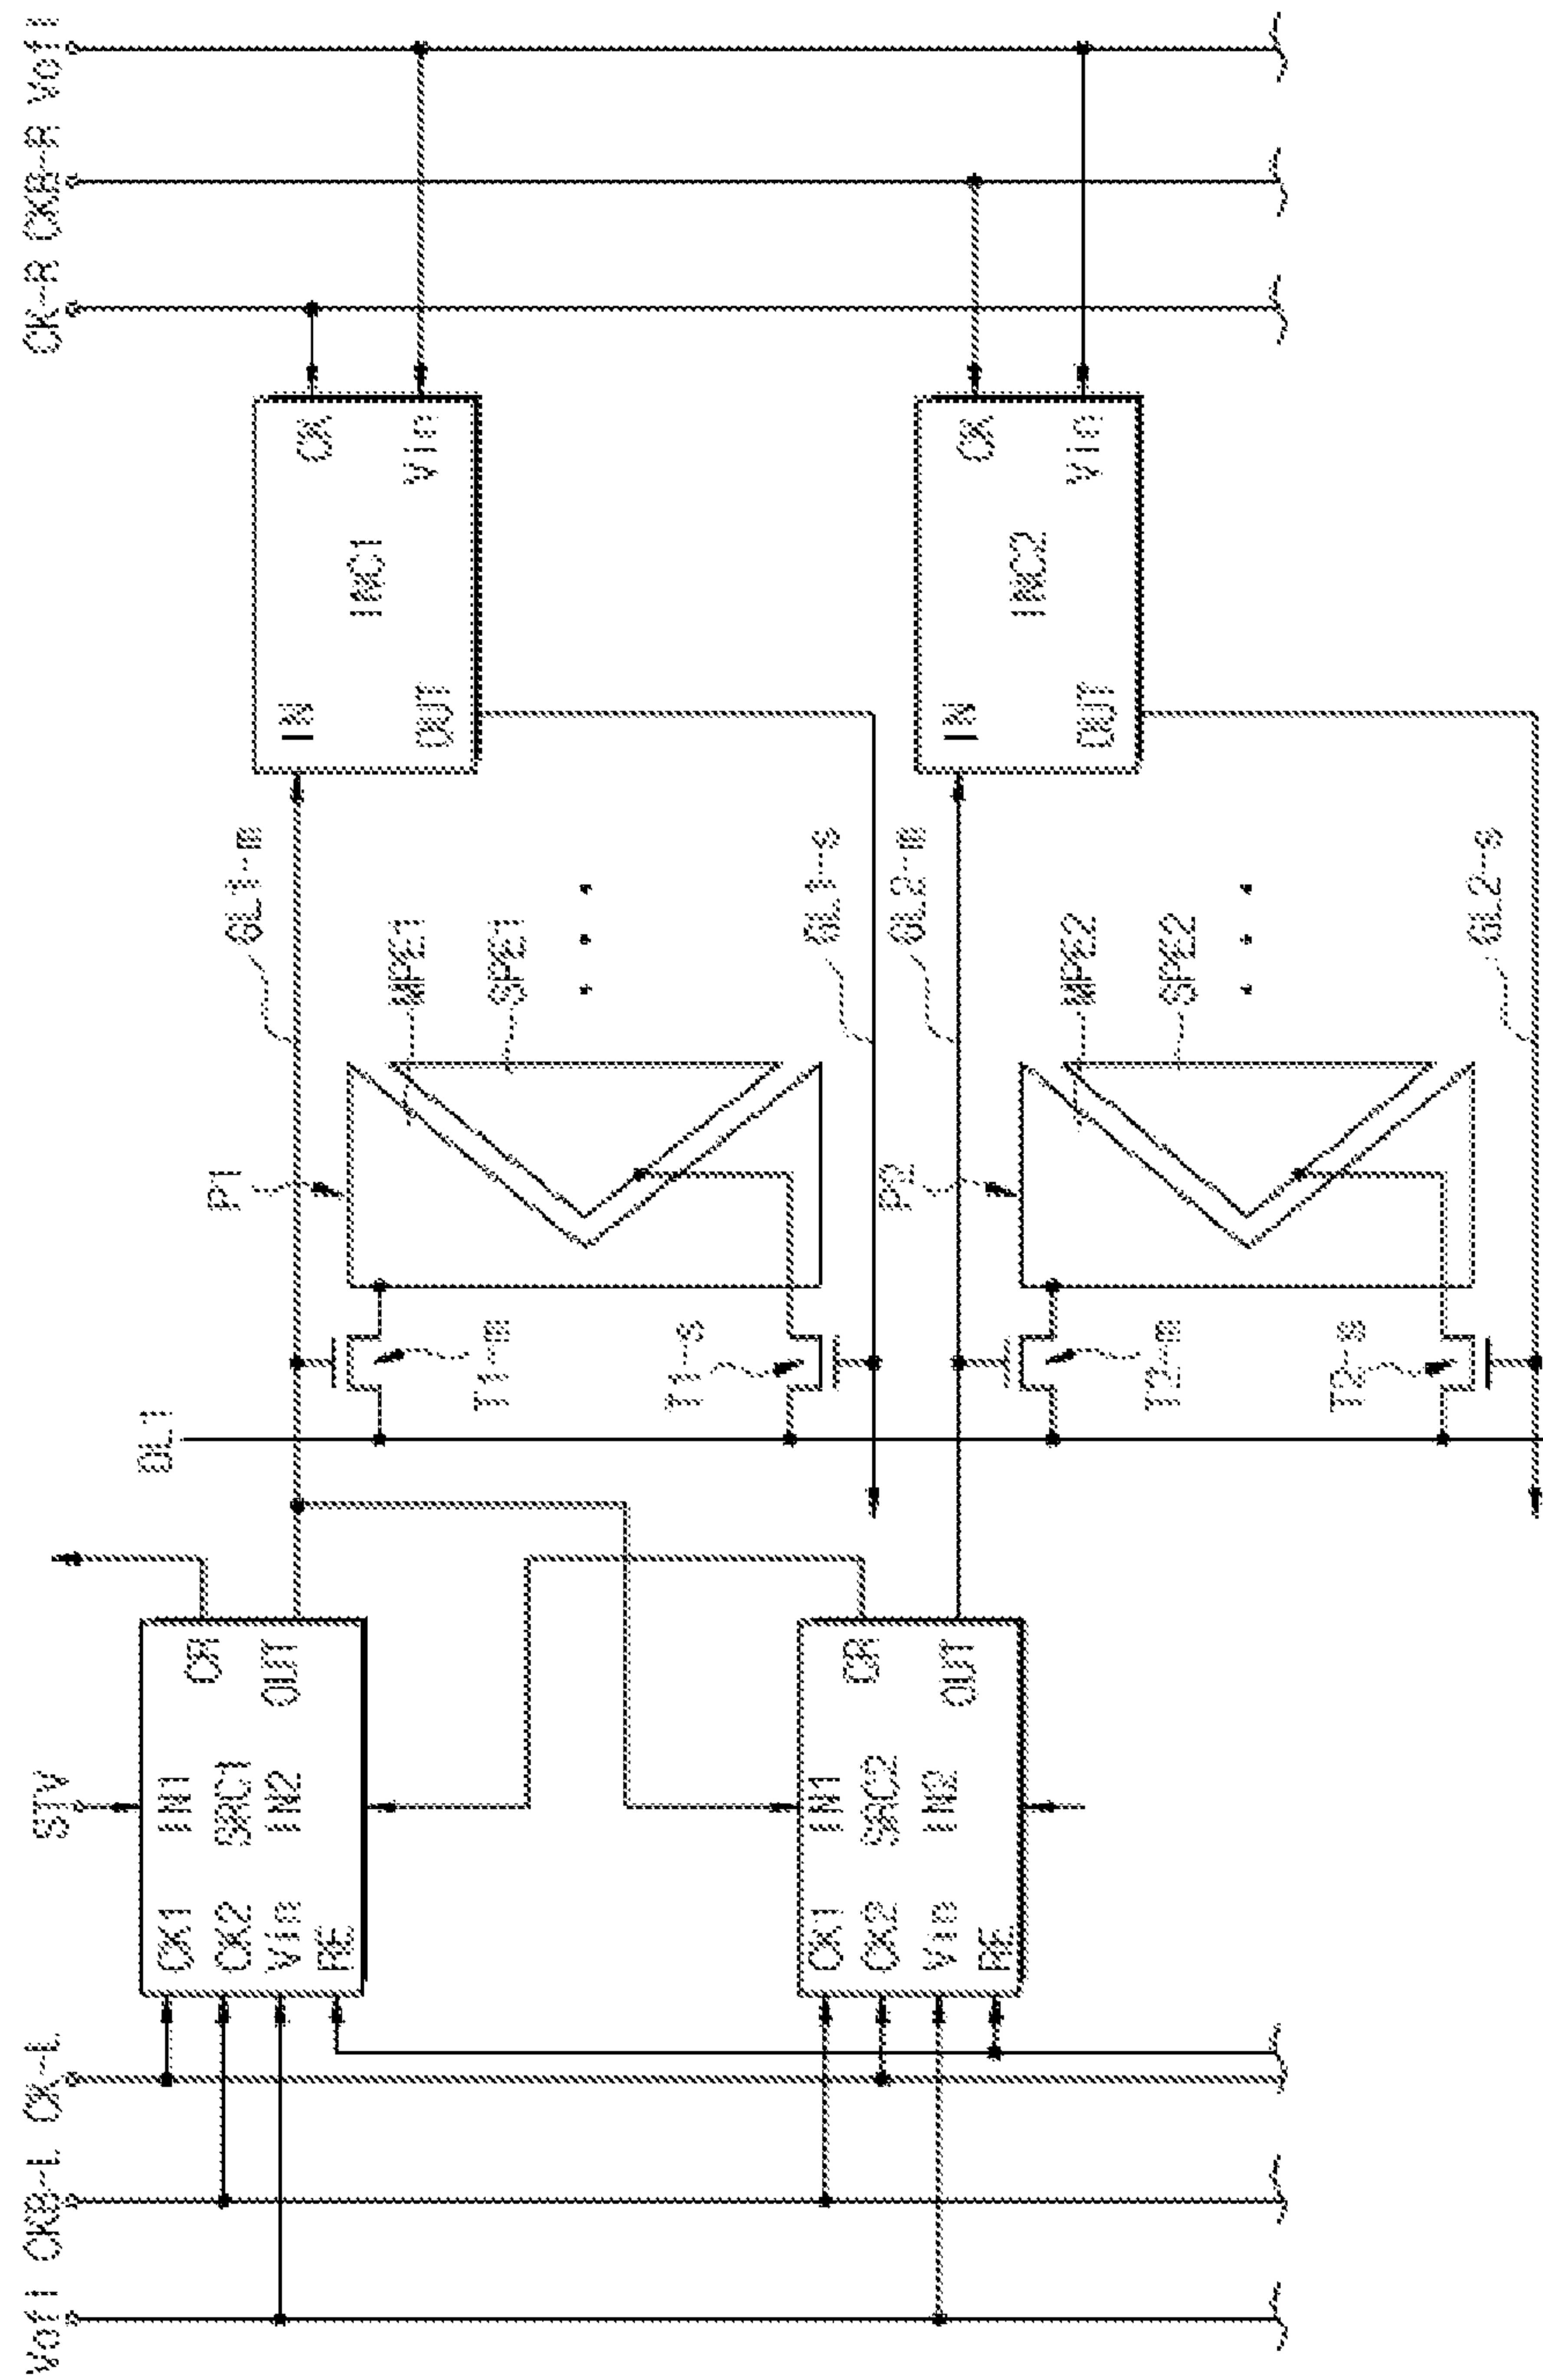 Voff CKB-L CK-L STV CK-R CKB-R Voff
DL1
CK1 IN1 CR
CK2 SRC1
Vin IN2 OUT
RE
GL1-m
IN CK
INC1
OUT Vin
P1
MPE1
SPE1
T1-m
T1-s
GL1-s
CK1 IN1 CR
CK2 SRC2
Vin IN2 OUT
RE
GL2-m
IN CK
INC2
OUT Vin
P2
MPE2
SPE2
T2-m
T2-s
GL2-s